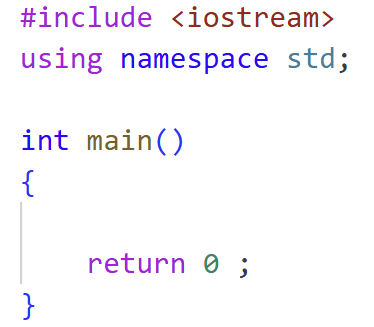 #include <iostream>
using namespace std;
int main()
{
return 0 ;
}